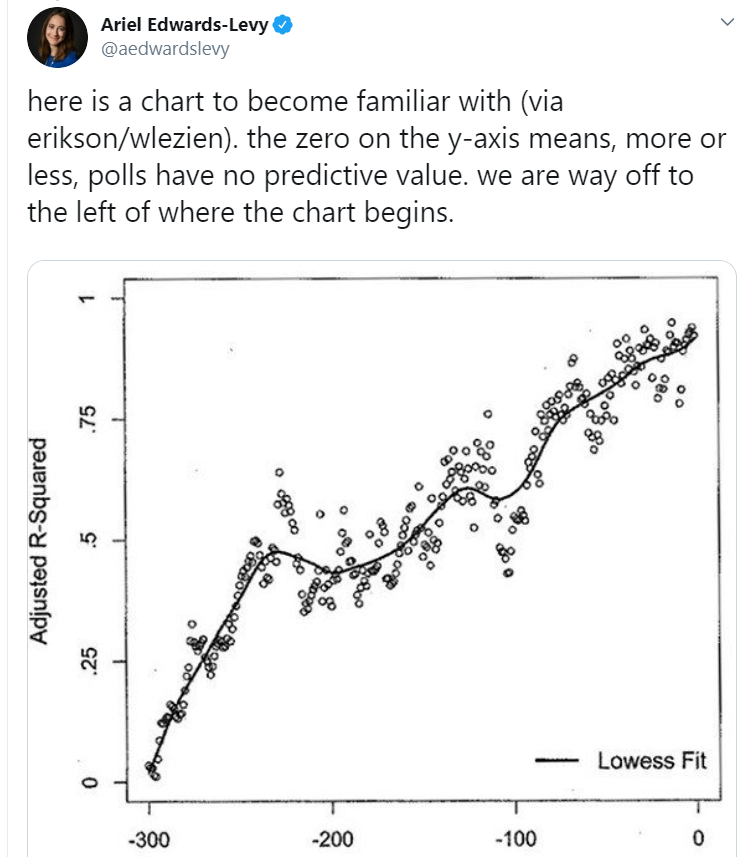 Ariel Edwards-Levy
@aedwardslevy
here is a chart to become familiar with (via
erikson/wlezien). the zero on the y-axis means, more or
less, polls have no predictive value. we are way off to
the left of where the chart begins.
Adjusted R-Squared
1
.75
.5
.25
0
Lowess Fit
-300
-200
-100
0